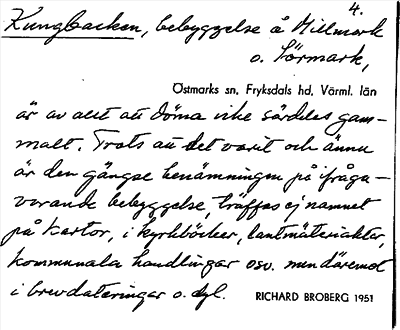 4.
Kungbacken, bebyggelse å Millmark
o. Sörmark,
Östmarks sn, Fryksdals hd, Värml. län
är av allt att döma icke särdeles gam-
malt. Trots att det varit och ännu
är den gängse benämningen på ifråga-
varande bebyggelse, träffas ej namnet
på kartor, i kyrkböcker, lantmäteriakter,
kommunala handlingar osv. men däremot
i brevdateringar o. dyl.
RICHARD BROBERG 1951